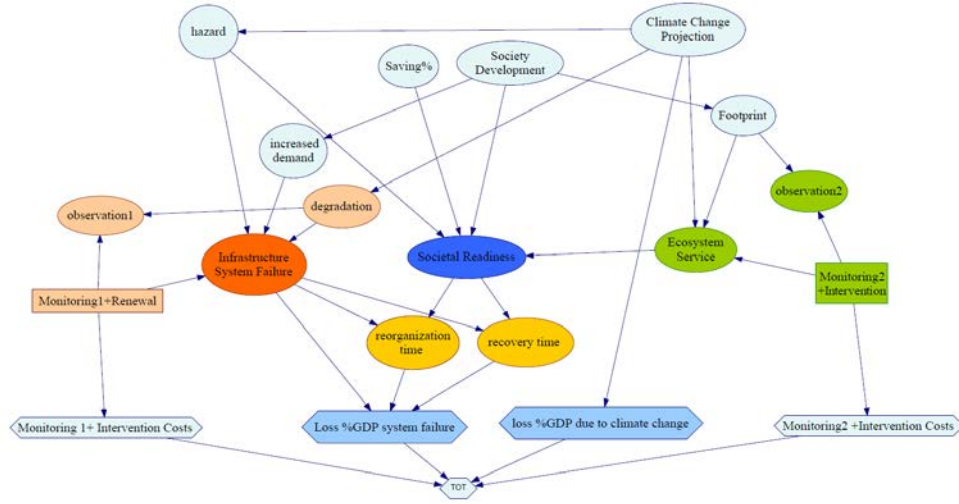 hazard
Climate Change
Projection
Saving%
Society
Development
Footprint
increased
demand
observation2
degradation
observation1
Infrastructure
System Failure
Societal Readiness
Ecosystem
Service
Monitoring1+Renewal
Monitoring2
+Intervention
reorganization
time
recovery time
Monitoring 1+ Intervention Costs
Loss %GDP system failure
loss %GDP due to climate change
Monitoring2 +Intervention Costs
TOT